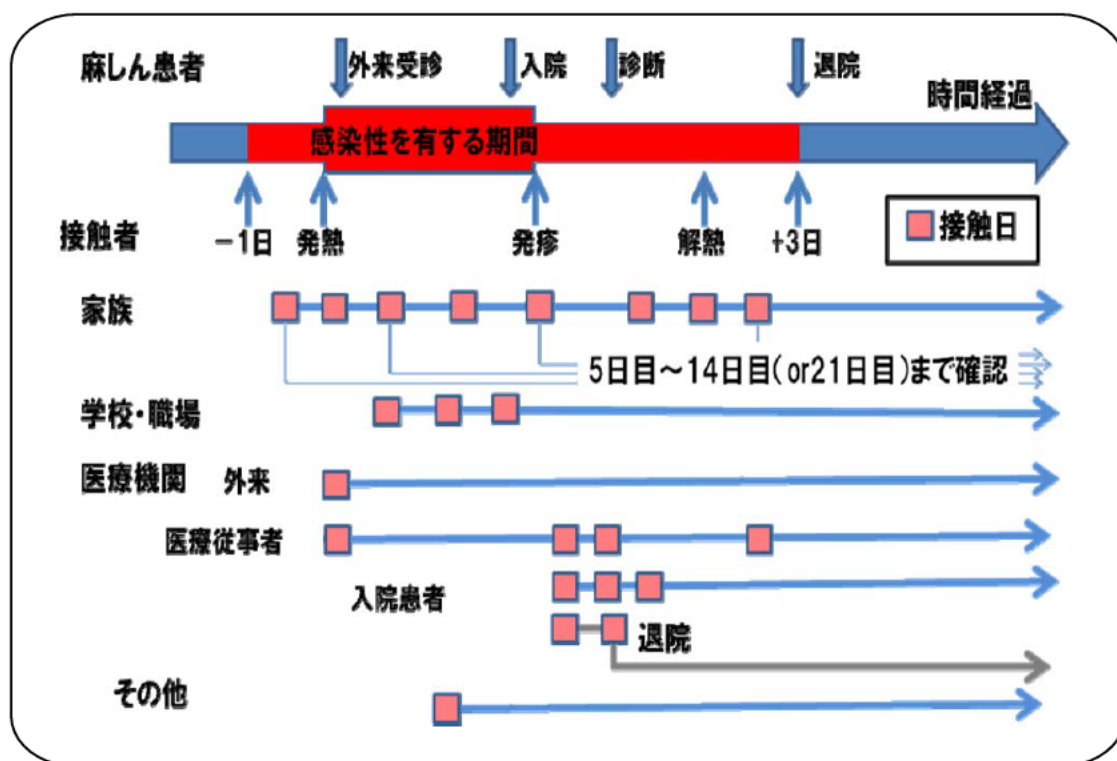 麻しん患者
外来受診
入院
診断
退院
時間経過
感染性を有する期間
接触者
－1日
発熱
発疹
解熱
+3日
接触日
家族
5日目～14日目(or21日目)まで確認
学校・職場
医療機関 外来
医療従事者
入院患者
退院
その他